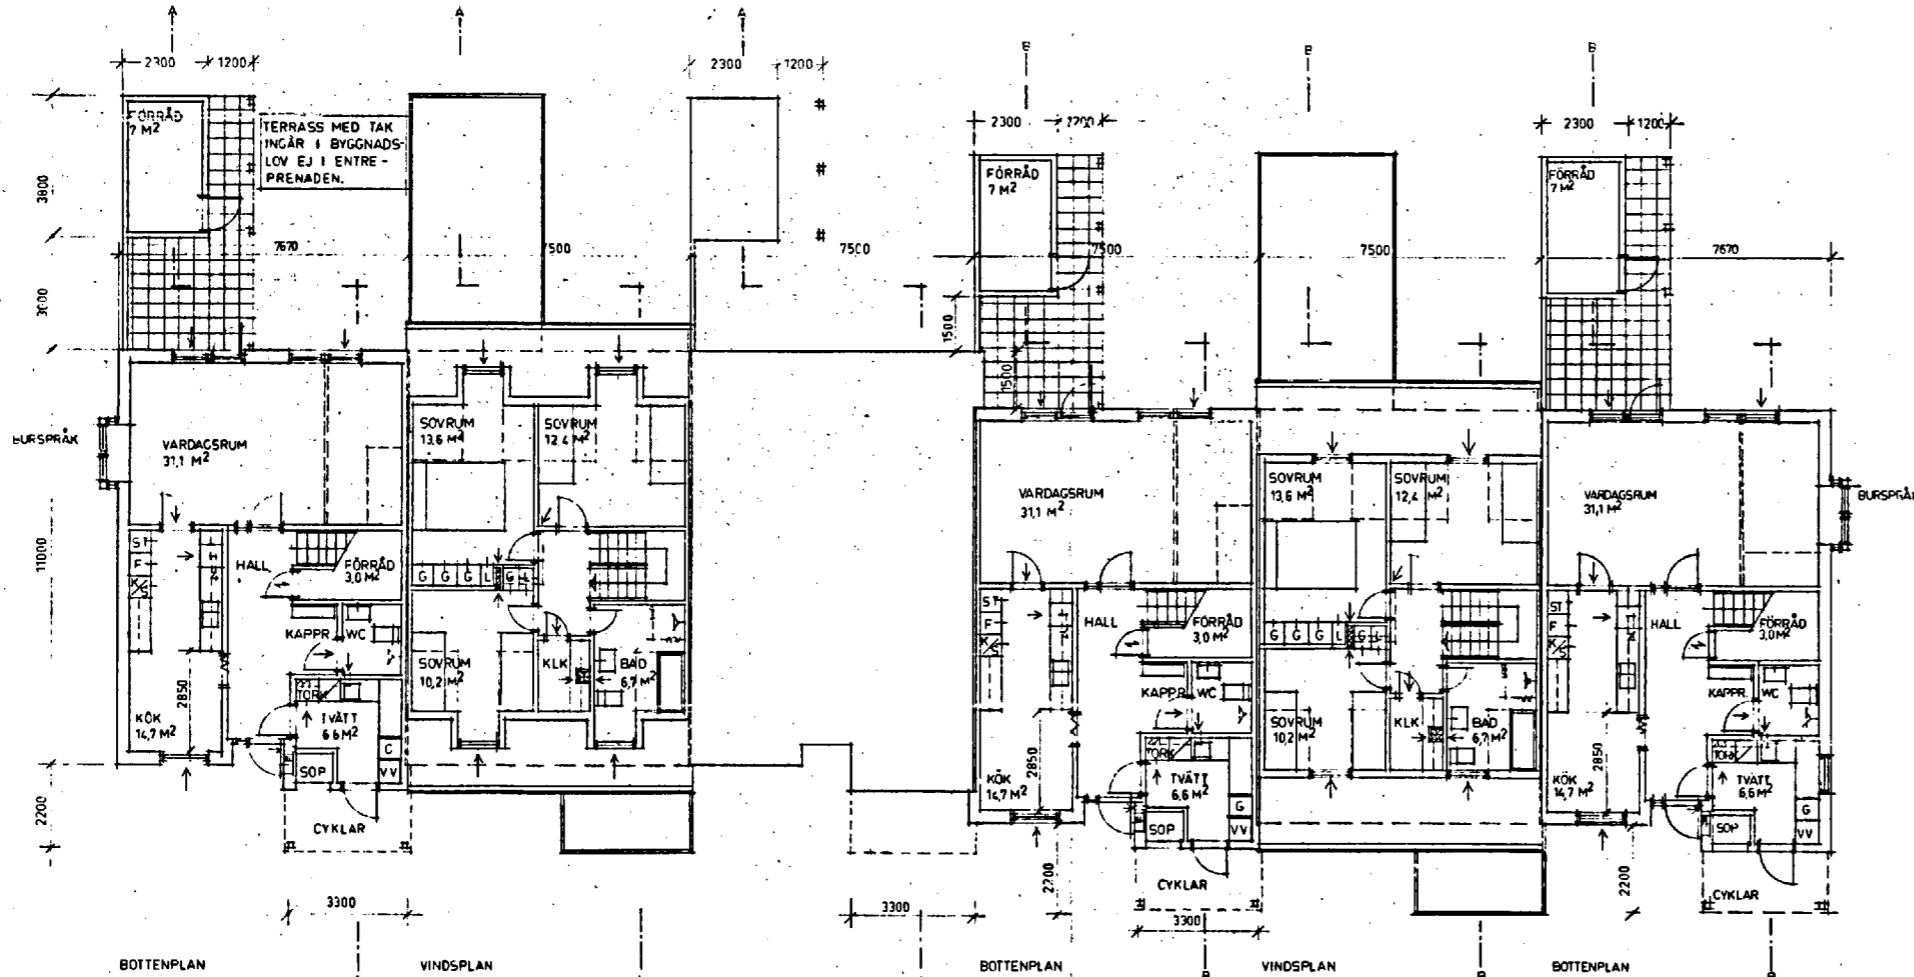 A
A
A
B
B
B
2300
1200
2300
1200
2300
1200
2300
1200
FÖRRÅD
7 M²
TERRASS MED TAK
INGÅR I BYGGNADS-
LOV EJ I ENTRE-
PRENADEN.
FÖRRÅD
7 M²
FÖRRÅD
7 M²
3800
7670
7500
7500
7500
7500
7670
3000
1500
1500
BURSPRÅK
VARDAGSRUM
31,1 M²
SOVRUM
13,6 M²
SOVRUM
12,4 M²
VARDAGSRUM
31,1 M²
SOVRUM
13,6 M²
SOVRUM
12,4 M²
VARDAGSRUM
31,1 M²
BURSPRÅK
11000
ST
F
K/S
HALL
FÖRRÅD
3,0 M²
G G G L G L
KAPPR.
WC
SOVRUM
10,2 M²
KLK
BAD
6,7 M²
2850
KÖK
14,7 M²
TORK
TVÄTT
6,6 M²
C
VV
SOP
CYKLAR
2200
3300
ST
F
K/S
HALL
FÖRRÅD
3,0 M²
G G G L G L
KAPPR.
WC
SOVRUM
10,2 M²
KLK
BAD
6,7 M²
2850
KÖK
14,7 M²
TORK
TVÄTT
6,6 M²
G
VV
SOP
CYKLAR
2200
3300
3300
ST
F
K/S
HALL
FÖRRÅD
3,0 M²
KAPPR.
WC
2850
KÖK
14,7 M²
TORK
TVÄTT
6,6 M²
G
VV
SOP
CYKLAR
2200
BOTTENPLAN
VINDSPLAN
BOTTENPLAN
B
VINDSPLAN
B
BOTTENPLAN
B